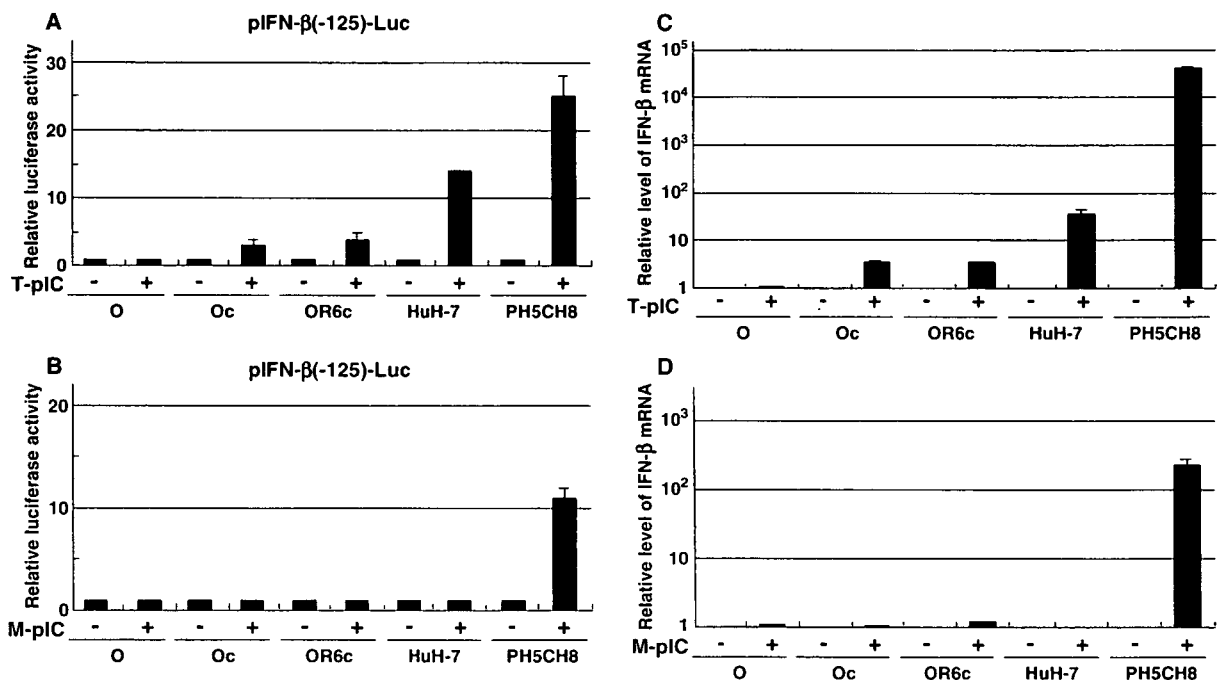 A
pIFN-β(-125)-Luc
Relative luciferase activity
30
20
10
0
T-pIC - + - + - + - + - +
O Oc OR6c HuH-7 PH5CH8
B
pIFN-β(-125)-Luc
Relative luciferase activity
20
10
0
M-pIC - + - + - + - + - +
O Oc OR6c HuH-7 PH5CH8
C
Relative level of IFN-β mRNA
10⁵
10⁴
10³
10²
10
1
T-pIC - + - + - + - + - +
O Oc OR6c HuH-7 PH5CH8
D
Relative level of IFN-β mRNA
10³
10²
10
1
M-pIC - + - + - + - + - +
O Oc OR6c HuH-7 PH5CH8